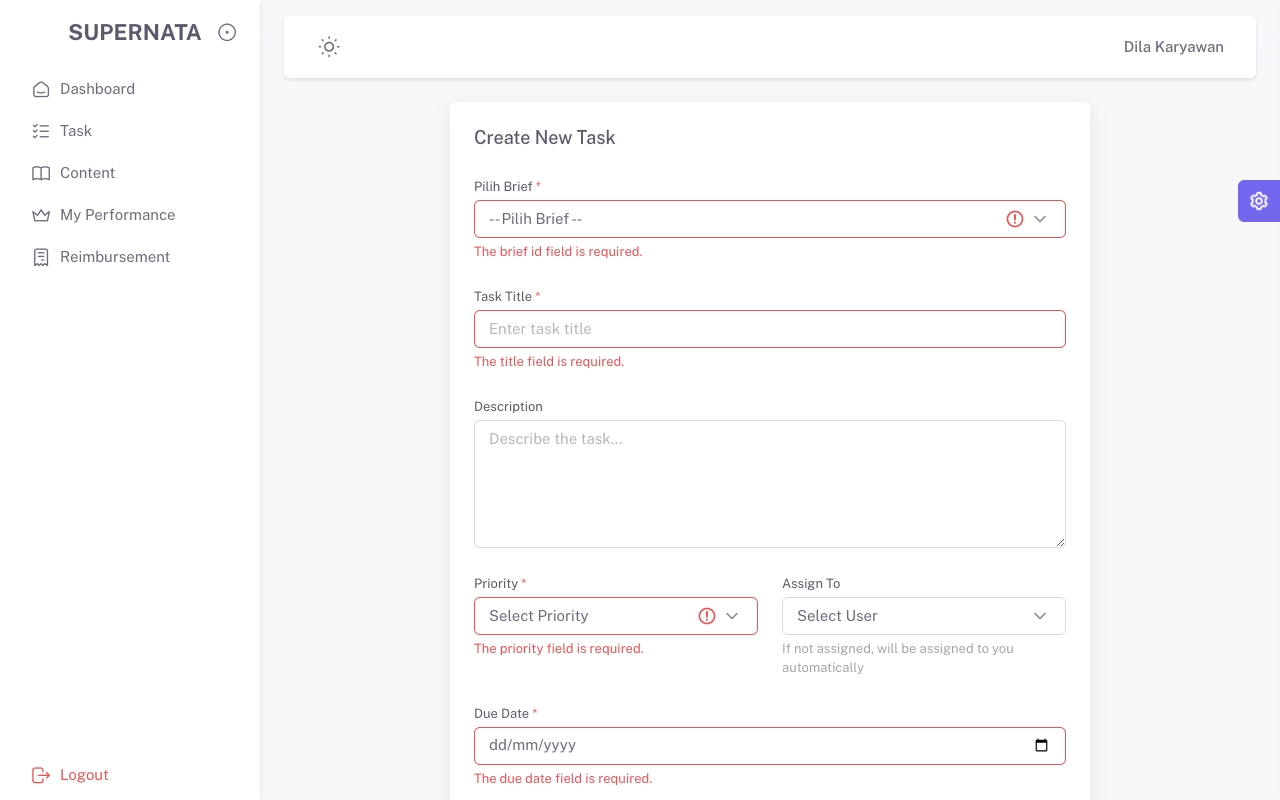 SUPERNATA
Dashboard
Task
Content
My Performance
Reimbursement
Logout
Dila Karyawan
Create New Task
Pilih Brief *
-- Pilih Brief --
The brief id field is required.
Task Title *
Enter task title
The title field is required.
Description
Describe the task...
Priority *
Select Priority
The priority field is required.
Assign To
Select User
If not assigned, will be assigned to you
automatically
Due Date *
dd/mm/yyyy
The due date field is required.